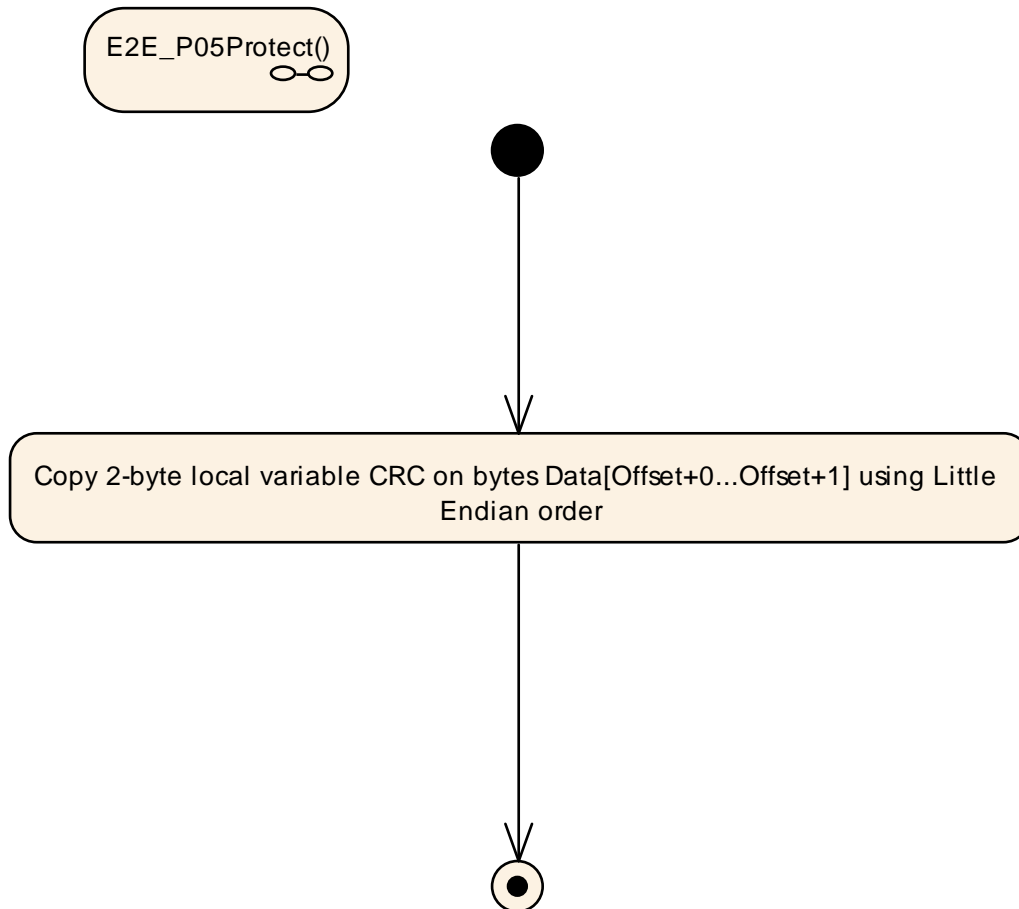 E2E_P05Protect()
Copy 2-byte local variable CRC on bytes Data[Offset+0...Offset+1] using Little
Endian order